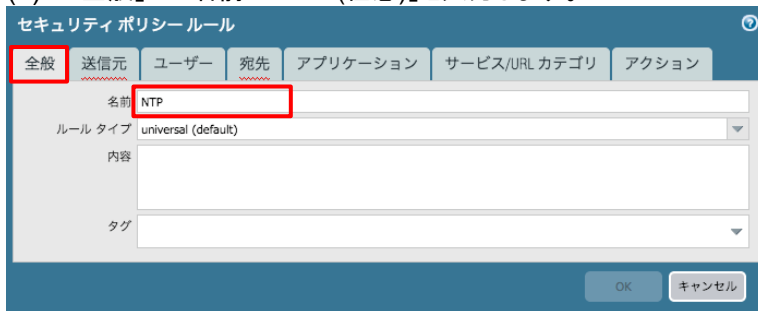 セキュリティ ポリシー ルール
全般 送信元 ユーザー 宛先 アプリケーション サービス/URL カテゴリ アクション
名前 NTP
ルール タイプ universal (default)
内容
タグ
OK キャンセル